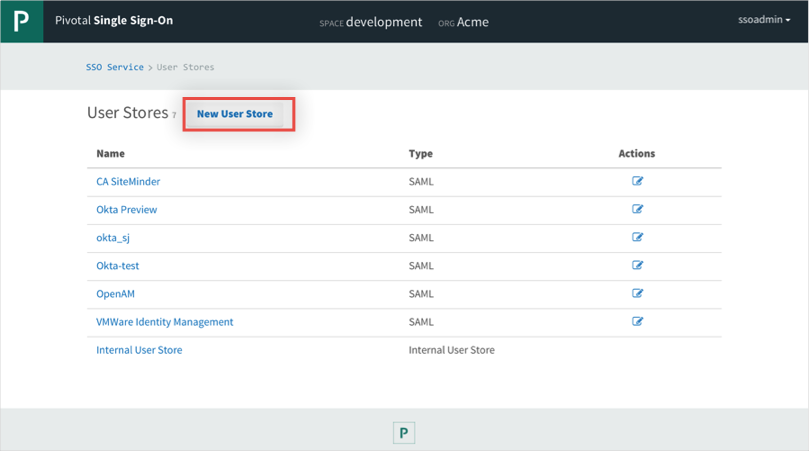 P Pivotal Single Sign-On SPACE development ORG Acme ssoadmin
SSO Service > User Stores
User Stores ? New User Store
Name Type Actions
CA SiteMinder SAML
Okta Preview SAML
okta_sj SAML
Okta-test SAML
OpenAM SAML
VMWare Identity Management SAML
Internal User Store Internal User Store
P